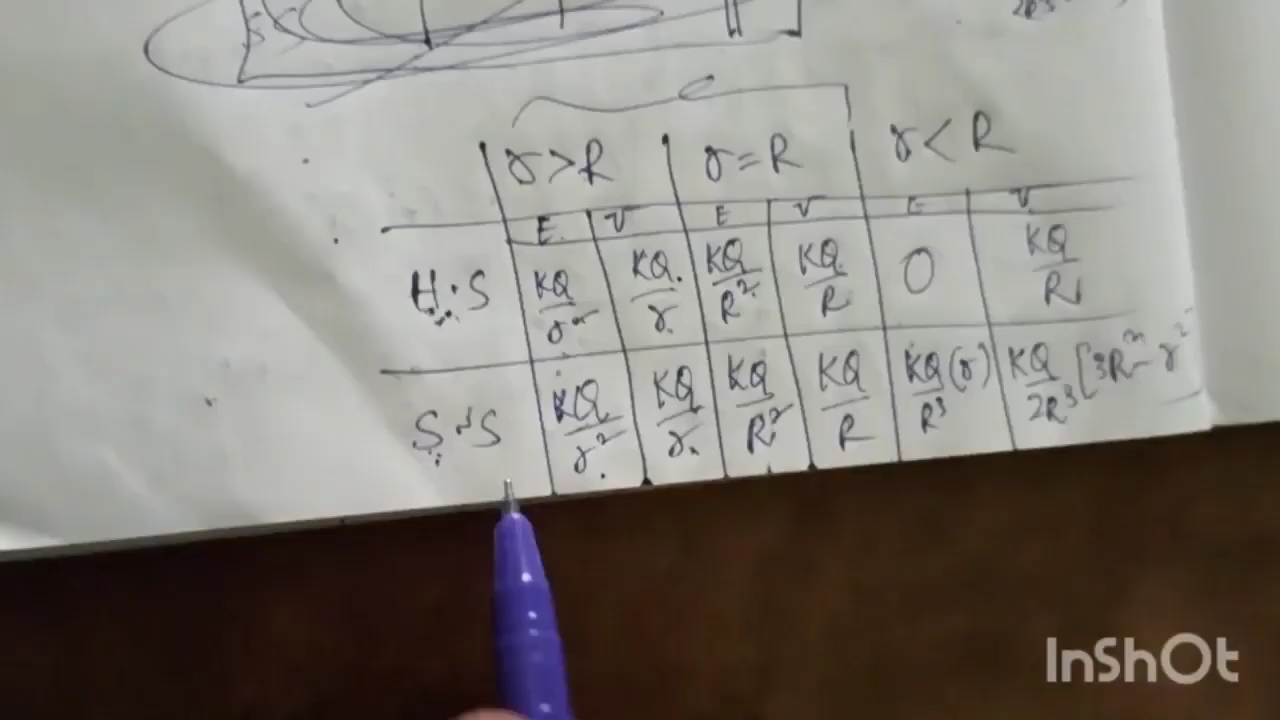 r > R r = R r < R
E V E V E V
H.S KQ/r² KQ/r KQ/R² KQ/R 0 KQ/R
S.S KQ/r² KQ/r KQ/R² KQ/R KQ/R³ (r) KQ/2R³ [3R² - r²
InShOt